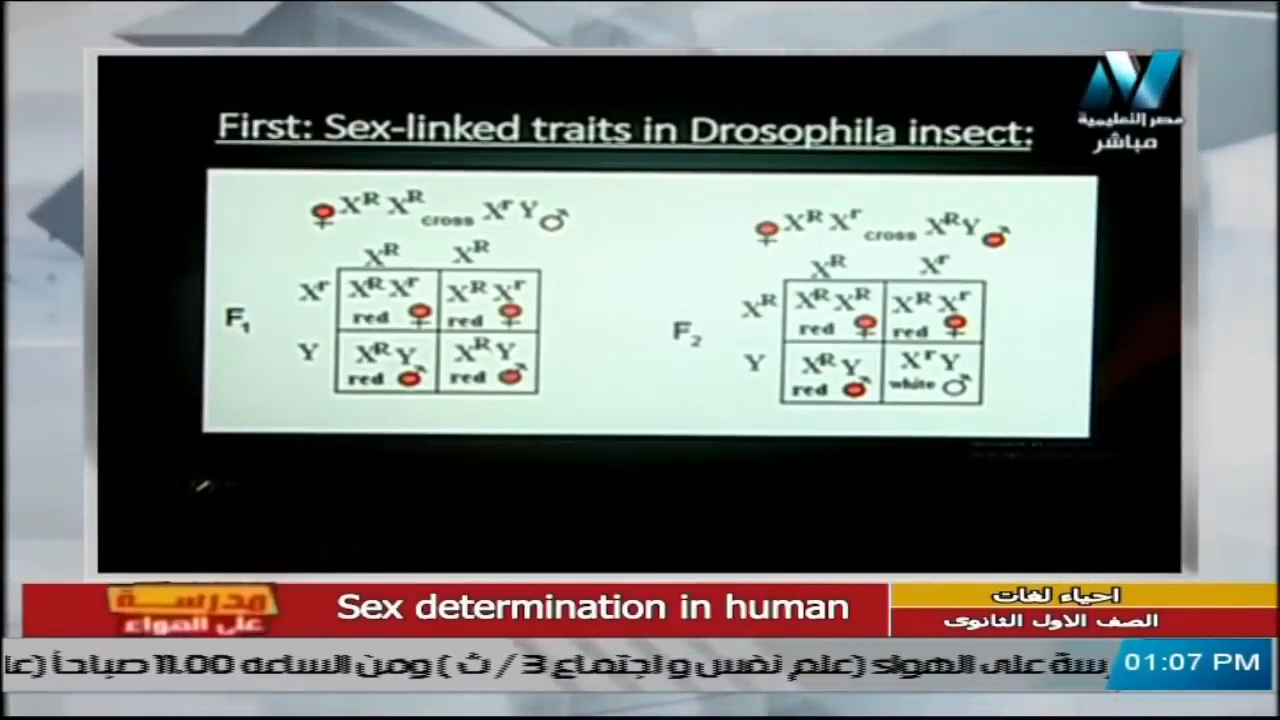 First: Sex-linked traits in Drosophila insect:
مصر التعليمية
مباشر
X^R X^R cross X^r Y
X^R X^R
X^r X^R X^r X^R X^r
red red
F₁
Y X^R Y X^R Y
red red
X^R X^r cross X^R Y
X^R X^r
X^R X^R X^R X^R X^r
red red
F₂
Y X^R Y X^r Y
red white
مدرسة
على الهواء
Sex determination in human
احياء لغات
الصف الاول الثانوى
على الهواء (علم نفس و اجتماع 3 / ث ) ومن الساعه 11.00 صباحاً
01:07 PM